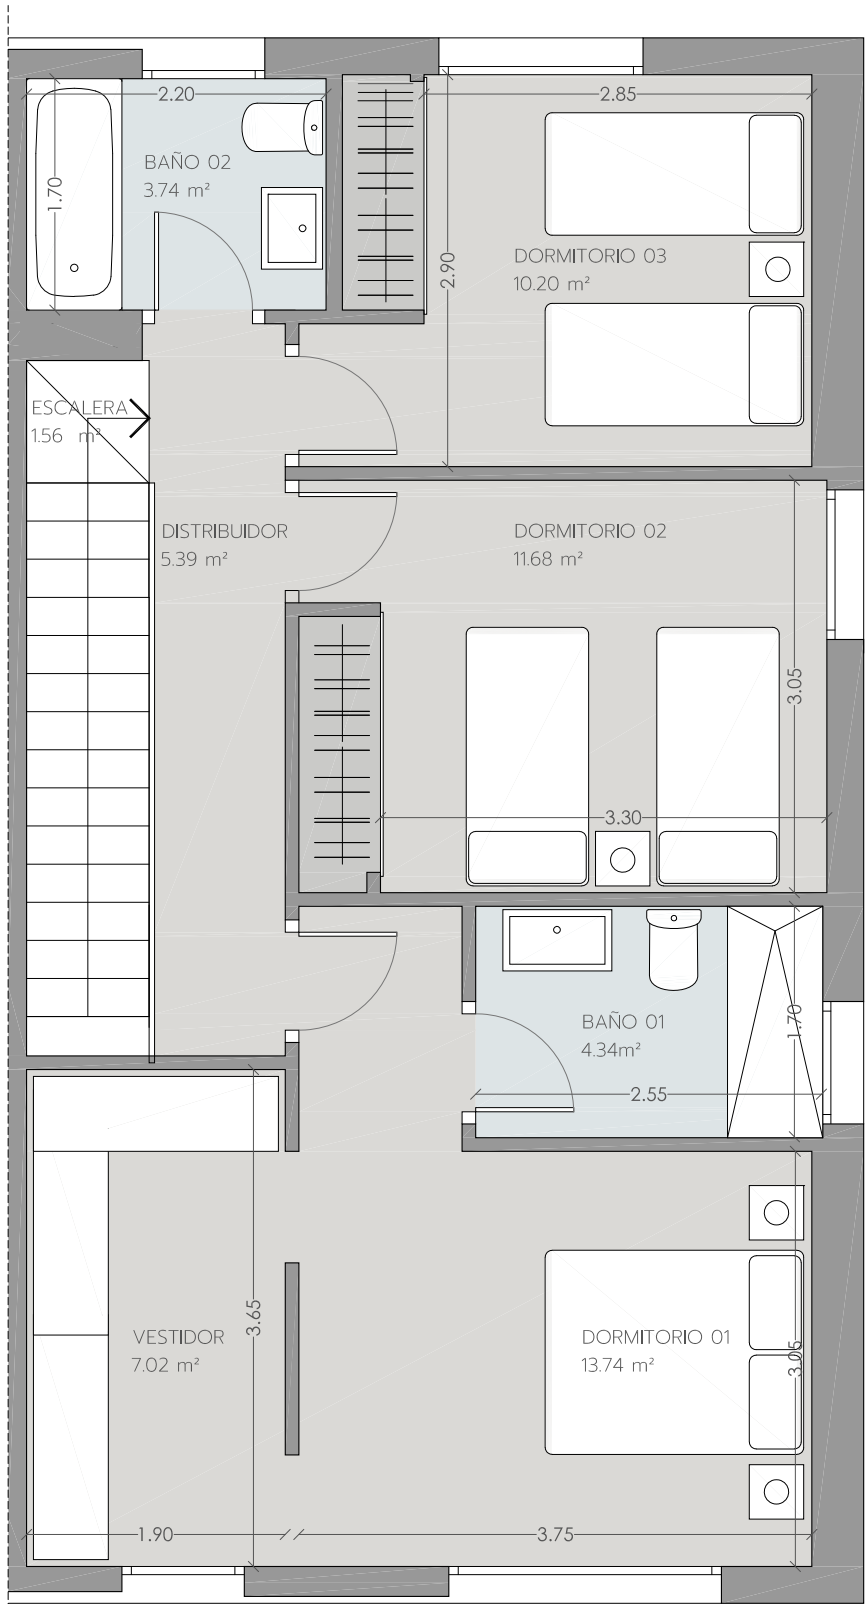 2.20
2.85
BAÑO 02
3.74 m²
1.70
DORMITORIO 03
10.20 m²
2.90
ESCALERA
1.56 m²
DISTRIBUIDOR
5.39 m²
DORMITORIO 02
11.68 m²
3.05
3.30
BAÑO 01
4.34m²
1.70
2.55
VESTIDOR
7.02 m²
3.65
DORMITORIO 01
13.74 m²
3.05
1.90
3.75